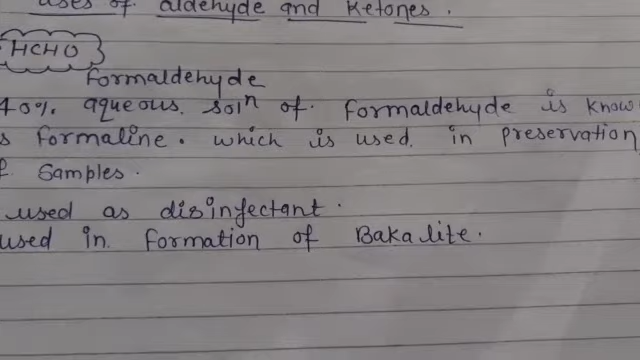 uses of aldehyde and Ketones.
HCHO
formaldehyde
40% aqueous soln of formaldehyde is know
s formaline. which is used in preservation
f samples.
used as disinfectant.
used in formation of Bakalite.